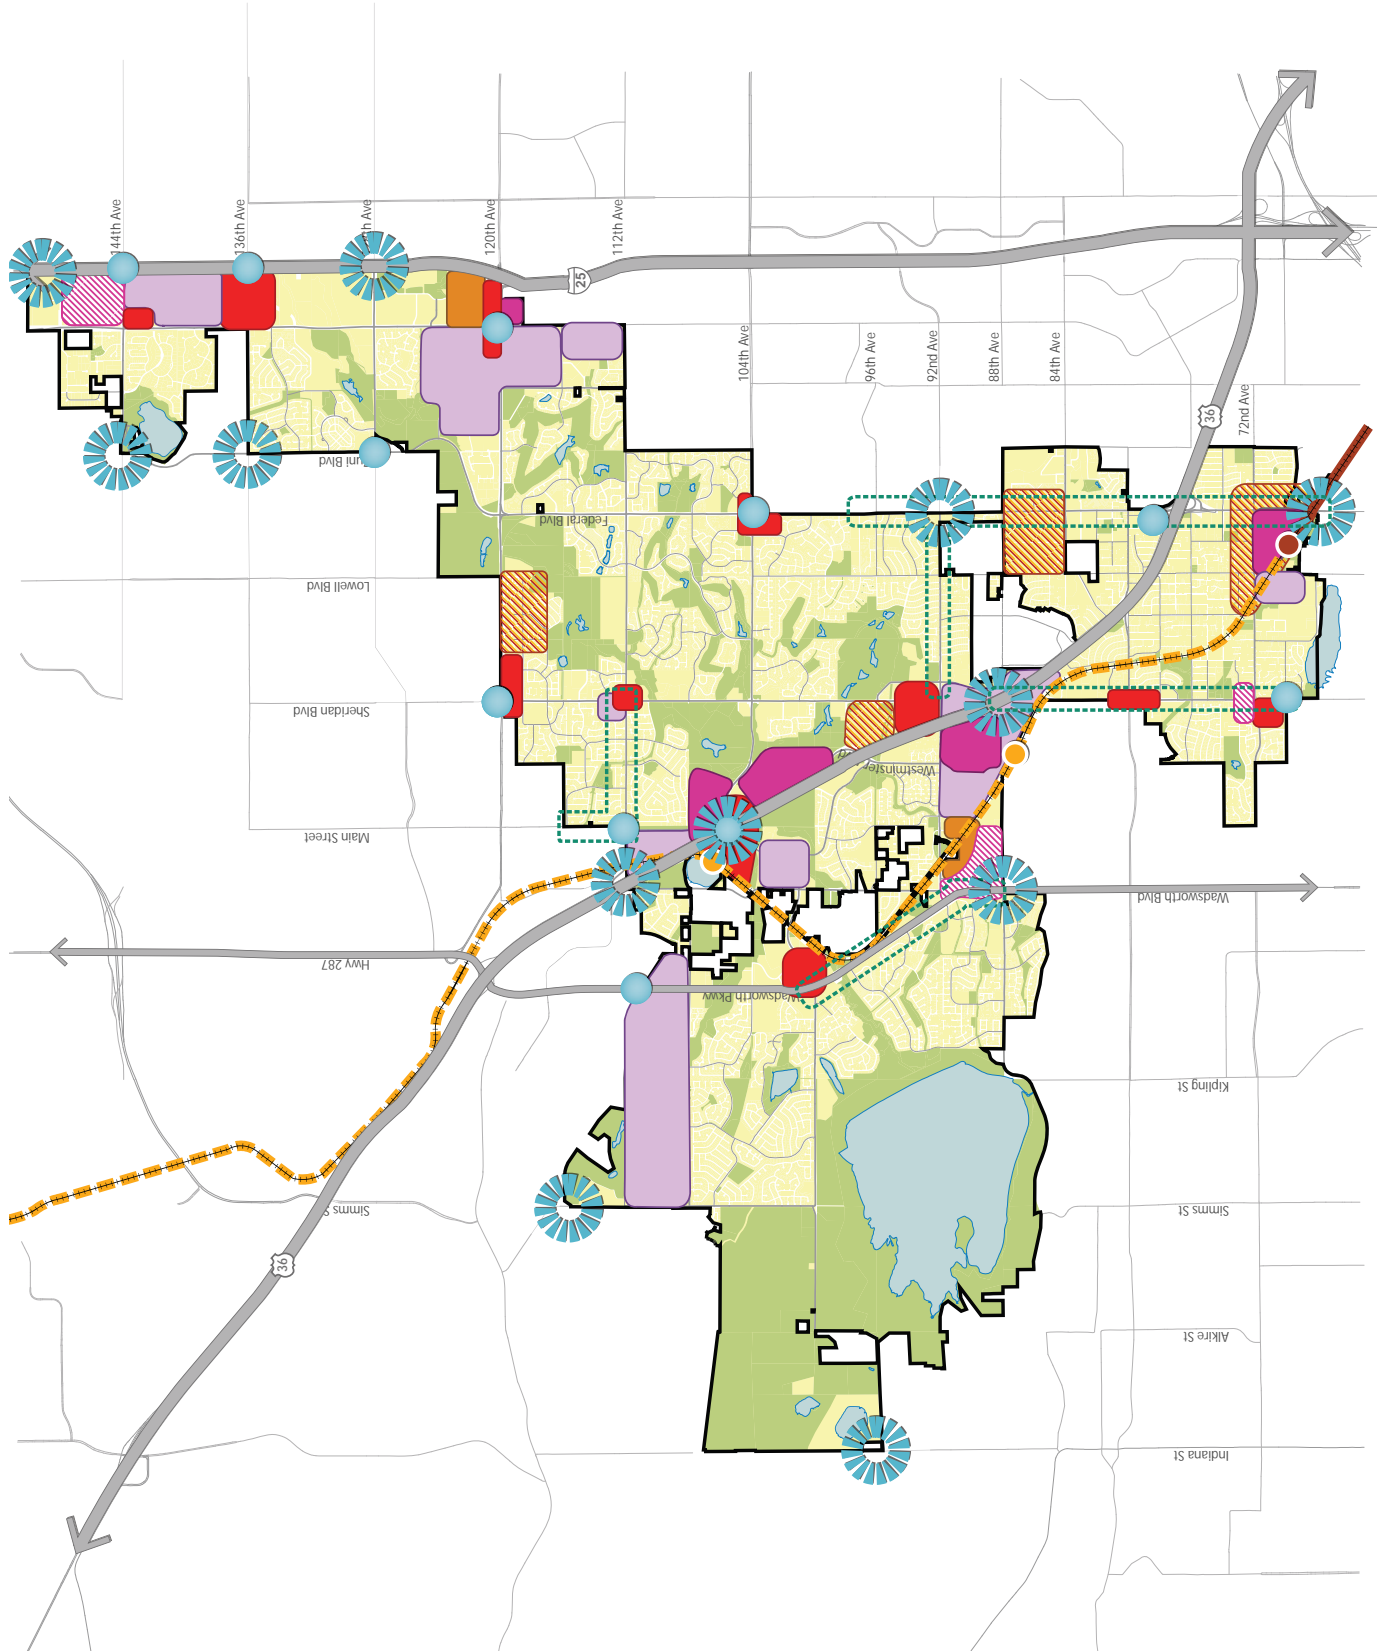 144th Ave
136th Ave
120th Ave
112th Ave
25
104th Ave
96th Ave
92nd Ave
88th Ave
84th Ave
36
72nd Ave
Federal Blvd
Lowell Blvd
Sheridan Blvd
Westminster
Main Street
Wadsworth Blvd
Hwy 287
Wadsworth Pkwy
Kipling St
Simms S
Simms St
36
Alkire St
Indiana St